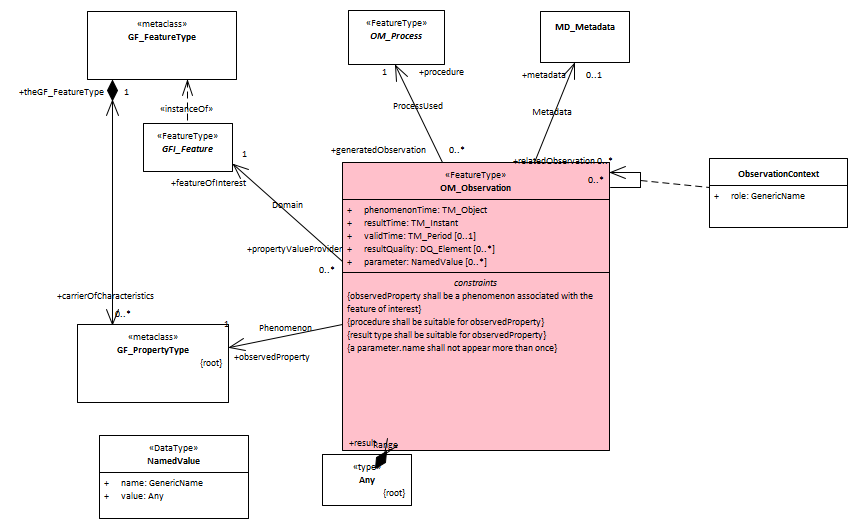 «metaclass»
GF_FeatureType
«FeatureType»
OM_Process
MD_Metadata
+theGF_FeatureType
1
1
+procedure
+metadata
0..1
«instanceOf»
ProcessUsed
Metadata
«FeatureType»
GFI_Feature
1
+generatedObservation
0..*
+relatedObservation 0..*
+featureOfInterest
«FeatureType»
OM_Observation
0..*
ObservationContext
+ role: GenericName
Domain
+ phenomenonTime: TM_Object
+ resultTime: TM_Instant
+ validTime: TM_Period [0..1]
+ resultQuality: DQ_Element [0..*]
+ parameter: NamedValue [0..*]
+propertyValueProvider
0..*
constraints
{observedProperty shall be a phenomenon associated with the
feature of interest}
{procedure shall be suitable for observedProperty}
{result type shall be suitable for observedProperty}
{a parameter.name shall not appear more than once}
+carrierOfCharacteristics
0..*
1
Phenomenon
+observedProperty
«metaclass»
GF_PropertyType
{root}
+result
Range
«DataType»
NamedValue
+ name: GenericName
+ value: Any
«type»
Any
{root}